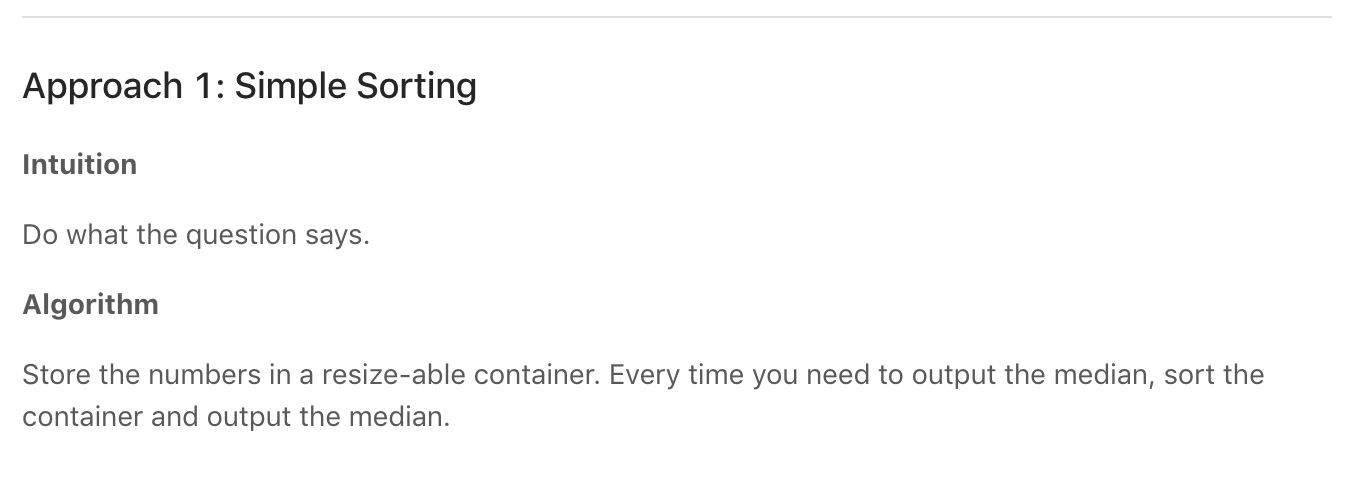 Approach 1: Simple Sorting
Intuition
Do what the question says.
Algorithm
Store the numbers in a resize-able container. Every time you need to output the median, sort the
container and output the median.